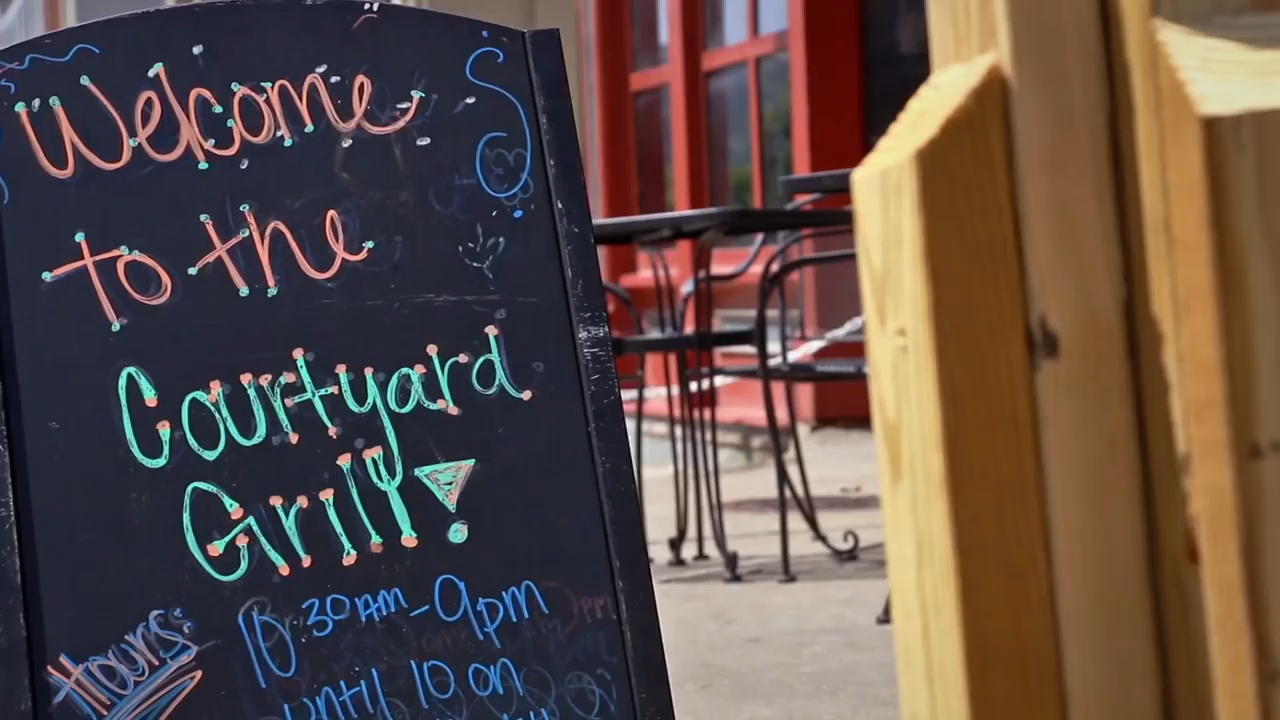 Welcome
to the
Courtyard
Grill!
Hours: 10:30AM-9pm
until 10 on